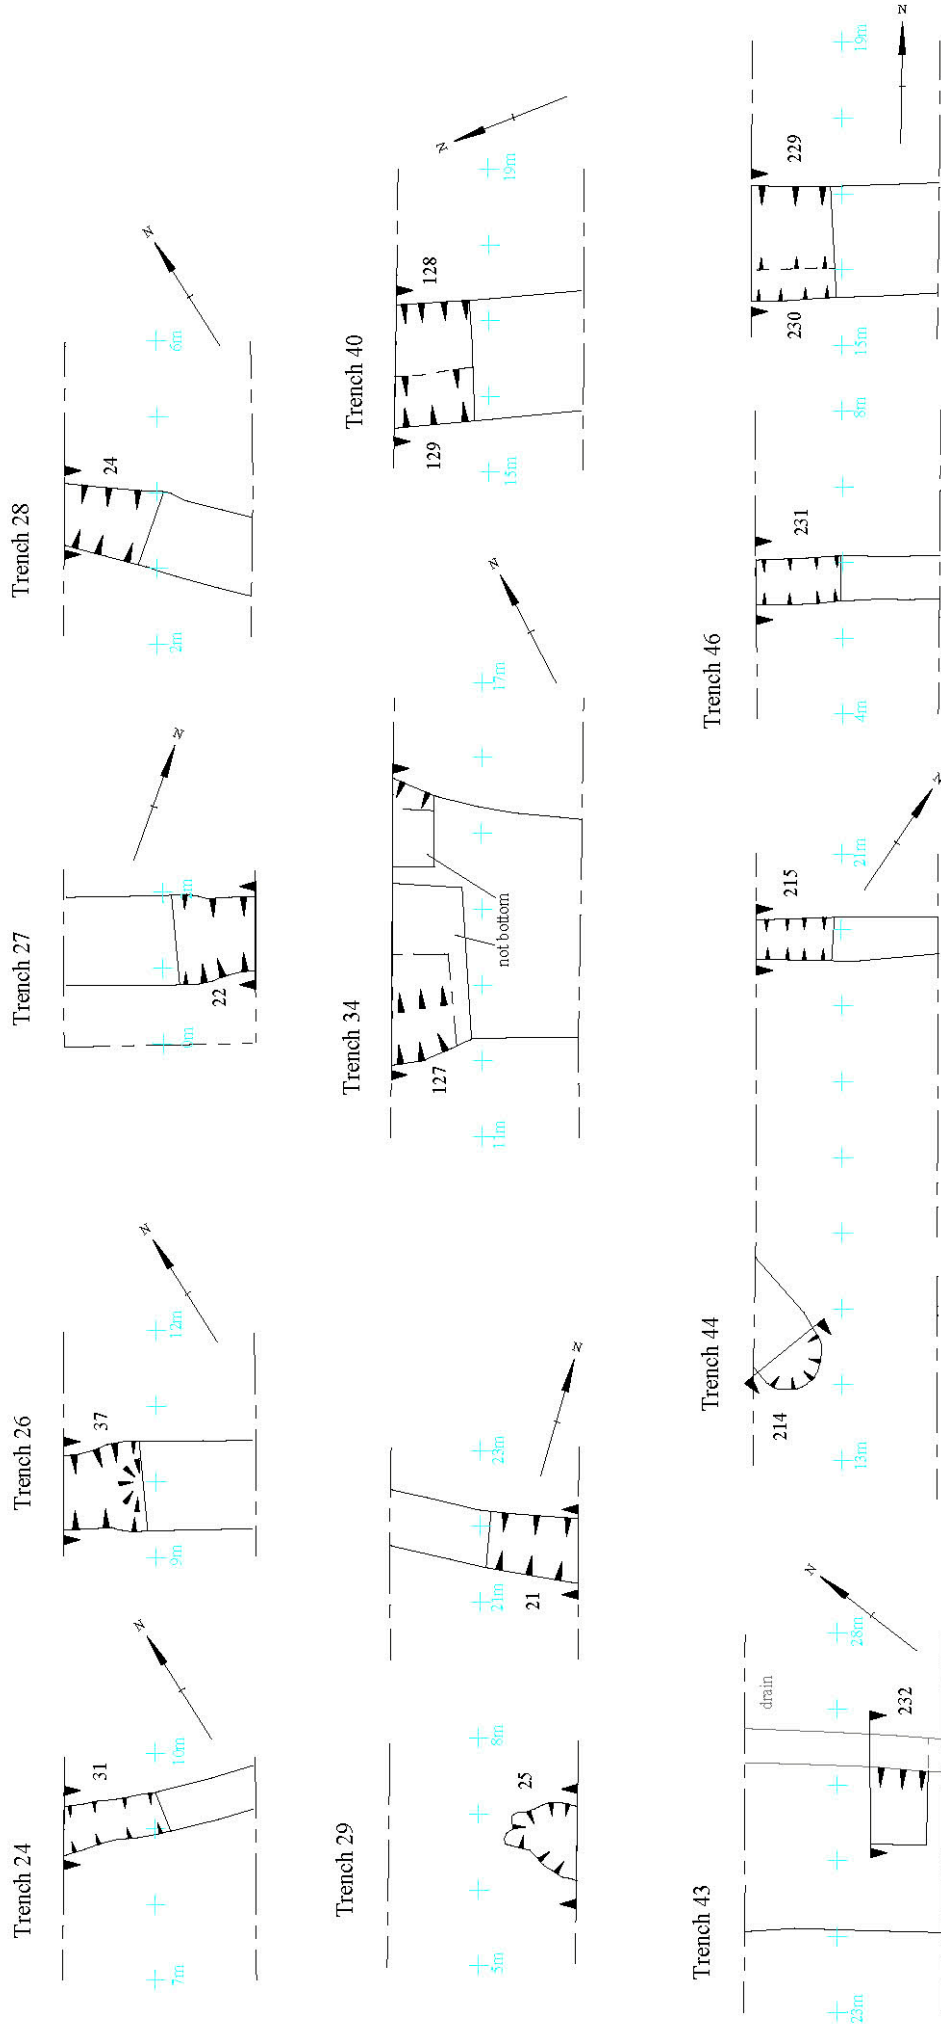 Trench 24
31
7m
10m
N
Trench 26
37
9m
12m
N
Trench 27
22
0m
2m
N
Trench 28
24
2m
6m
N
Trench 29
25
5m
8m
21
21m
23m
N
Trench 34
127
not bottom
11m
17m
N
Trench 40
129
128
15m
19m
N
Trench 43
drain
232
23m
28m
N
Trench 44
214
215
13m
21m
N
Trench 46
231
4m
8m
230
229
15m
19m
N